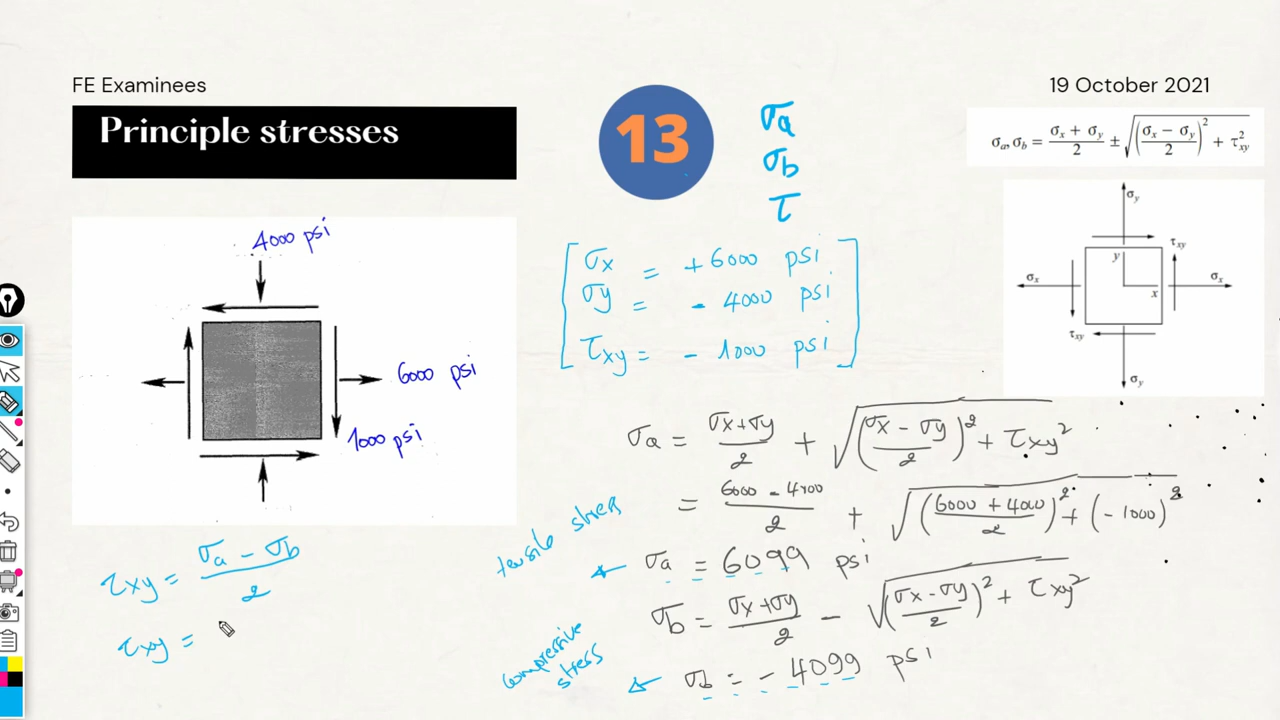 FE Examinees
19 October 2021
Principle stresses
13
σa
σb
τ
σa, σb = (σx + σy)/2 ± √(((σx − σy)/2)² + τ²xy)
4000 psi
6000 psi
1000 psi
σx = +6000 psi
σy = - 4000 psi
τxy = - 1000 psi
σy
τxy
y
σx
σx
x
τxy
σy
σa = (σx+σy)/2 + √(((σx - σy)/2)² + τxy²)
= (6000 - 4000)/2 + √(((6000 + 4000)/2)² + (-1000)²)
tensile stress
σa = 6099 psi
σb = (σx+σy)/2 - √(((σx-σy)/2)² + τxy²)
compressive
stress
σb = - 4099 psi
τxy = (σa - σb)/2
τxy =